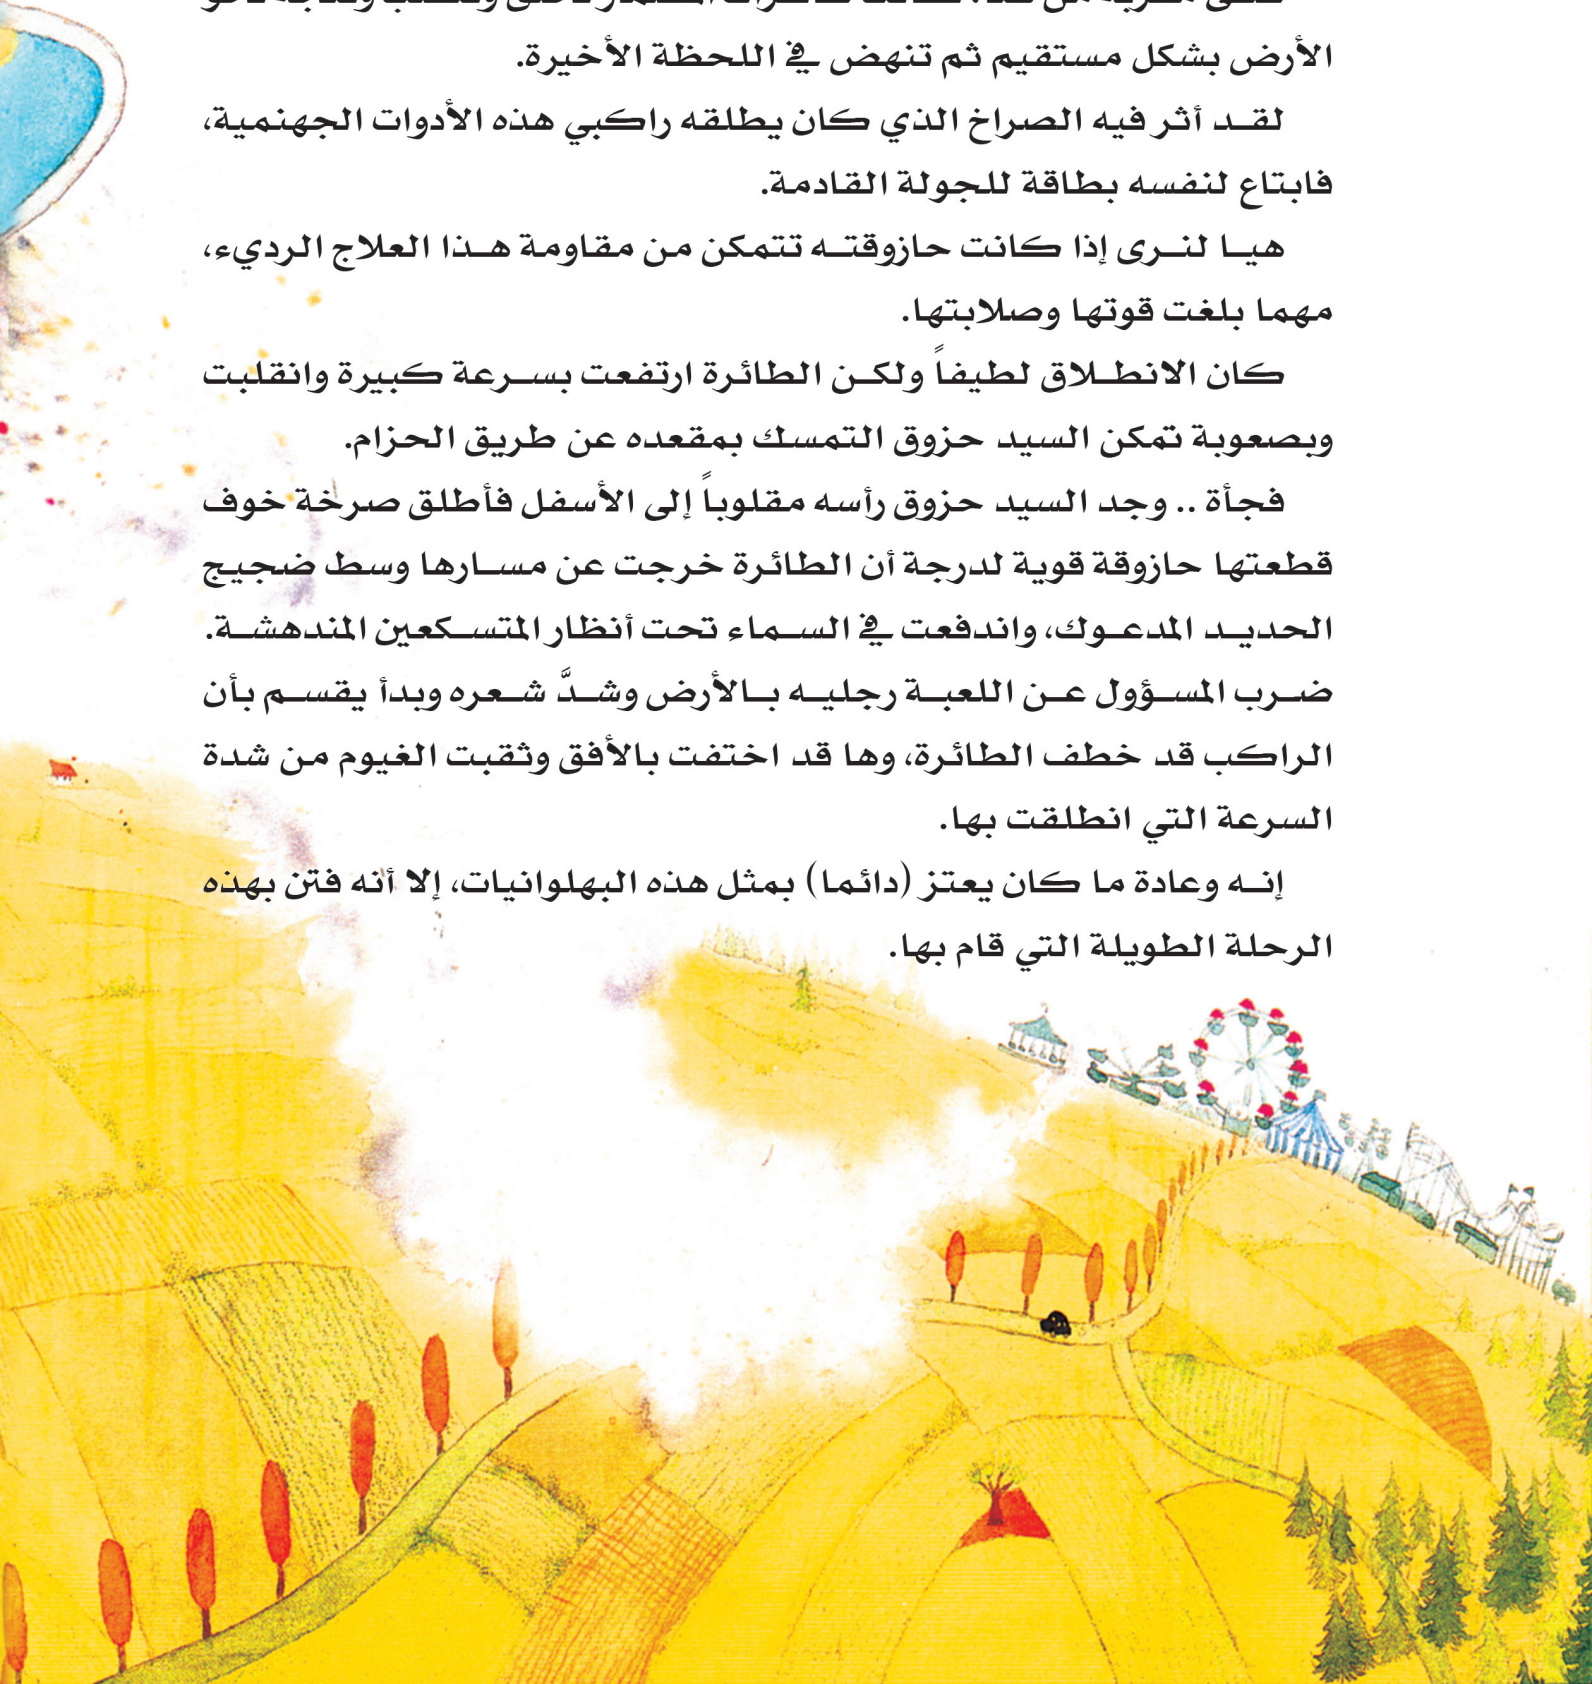 الأرض بشكل مستقيم ثم تنهض في اللحظة الأخيرة.
لقد أثر فيه الصراخ الذي كان يطلقه راكبي هذه الأدوات الجهنمية،
فابتاع لنفسه بطاقة للجولة القادمة.
هيا لنرى إذا كانت حازوقته تتمكن من مقاومة هذا العلاج الرديء،
مهما بلغت قوتها وصلابتها.
كان الانطلاق لطيفاً ولكن الطائرة ارتفعت بسرعة كبيرة وانقلبت
وبصعوبة تمكن السيد حزوق التمسك بمقعده عن طريق الحزام.
فجأة .. وجد السيد حزوق رأسه مقلوباً إلى الأسفل فأطلق صرخة خوف
قطعتها حازوقة قوية لدرجة أن الطائرة خرجت عن مسارها وسط ضجيج
الحديد المدعوك، واندفعت في السماء تحت أنظار المتسكعين المندهشة.
ضرب المسؤول عن اللعبة رجليه بالأرض وشدَّ شعره وبدأ يقسم بأن
الراكب قد خطف الطائرة، وها قد اختفت بالأفق وثقبت الغيوم من شدة
السرعة التي انطلقت بها.
إنه وعادة ما كان يعتز (دائما) بمثل هذه البهلوانيات، إلا أنه فتن بهذه
الرحلة الطويلة التي قام بها.